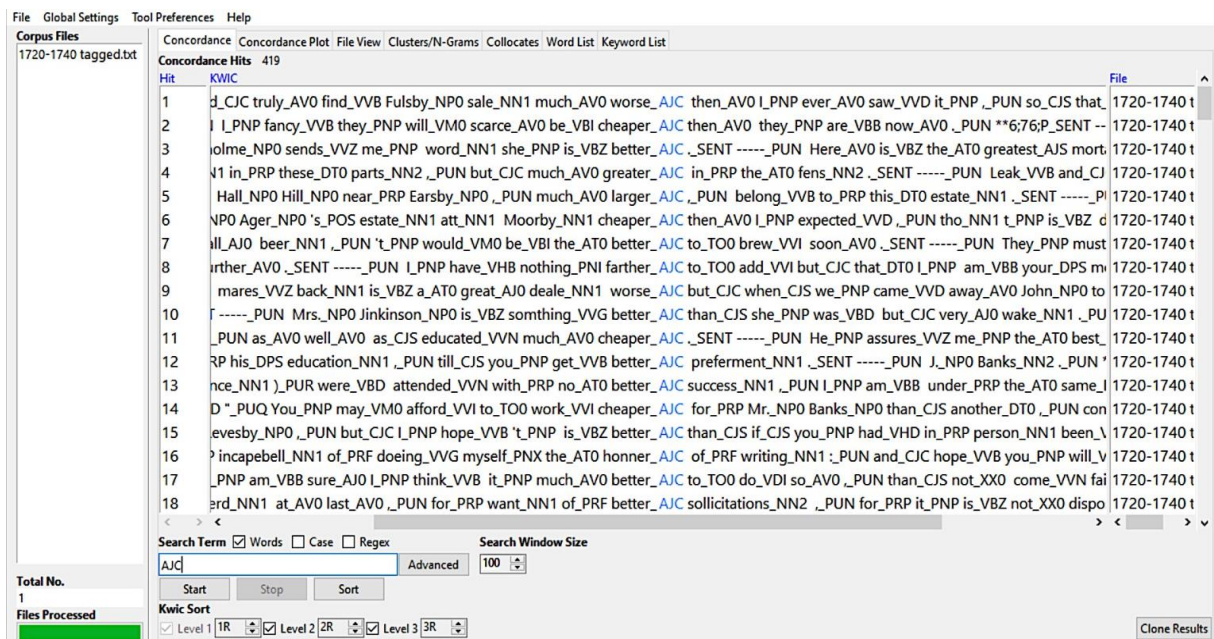 File Global Settings Tool Preferences Help
Corpus Files
1720-1740 tagged.txt
Concordance Concordance Plot File View Clusters/N-Grams Collocates Word List Keyword List
Concordance Hits 419
Hit KWIC File
1 d_CJC truly_AV0 find_VVB Fulsby_NP0 sale_NN1 much_AV0 worse_AJC then_AV0 I_PNP ever_AV0 saw_VVD it_PNP ,_PUN so_CJS that_ 1720-1740 t
2 I_PNP fancy_VVB they_PNP will_VM0 scarce_AV0 be_VBI cheaper_AJC then_AV0 they_PNP are_VBB now_AV0 ._PUN **6;76;P_SENT -- 1720-1740 t
3 olme_NP0 sends_VVZ me_PNP word_NN1 she_PNP is_VBZ better_AJC ._SENT -----_PUN Here_AV0 is_VBZ the_AT0 greatest_AJS mort 1720-1740 t
4 N1 in_PRP these_DT0 parts_NN2 ,_PUN but_CJC much_AV0 greater_AJC in_PRP the_AT0 fens_NN2 ._SENT -----_PUN Leak_VVB and_CJ 1720-1740 t
5 Hall_NP0 Hill_NP0 near_PRP Earsby_NP0 ,_PUN much_AV0 larger_AJC ,_PUN belong_VVB to_PRP this_DT0 estate_NN1 ._SENT -----_P 1720-1740 t
6 NP0 Ager_NP0 's_POS estate_NN1 att_NN1 Moorby_NN1 cheaper_AJC then_AV0 I_PNP expected_VVD ,_PUN tho_NN1 t_PNP is_VBZ d 1720-1740 t
7 all_AJ0 beer_NN1 ,_PUN 't_PNP would_VM0 be_VBI the_AT0 better_AJC to_TO0 brew_VVI soon_AV0 ._SENT -----_PUN They_PNP must 1720-1740 t
8 urther_AV0 ._SENT -----_PUN I_PNP have_VHB nothing_PNI farther_AJC to_TO0 add_VVI but_CJC that_DT0 I_PNP am_VBB your_DPS m 1720-1740 t
9 mares_VVZ back_NN1 is_VBZ a_AT0 great_AJ0 deale_NN1 worse_AJC but_CJC when_CJS we_PNP came_VVD away_AV0 John_NP0 to 1720-1740 t
10 T -----_PUN Mrs._NP0 Jinkinson_NP0 is_VBZ somthing_VVG better_AJC than_CJS she_PNP was_VBD but_CJC very_AJ0 wake_NN1 ._PU 1720-1740 t
11 _PUN as_AV0 well_AV0 as_CJS educated_VVN much_AV0 cheaper_AJC ._SENT -----_PUN He_PNP assures_VVZ me_PNP the_AT0 best_ 1720-1740 t
12 RP his_DPS education_NN1 ,_PUN till_CJS you_PNP get_VVB better_AJC preferment_NN1 ._SENT -----_PUN J._NP0 Banks_NN2 ._PUN * 1720-1740 t
13 nce_NN1 )_PUR were_VBD attended_VVN with_PRP no_AT0 better_AJC success_NN1 ,_PUN I_PNP am_VBB under_PRP the_AT0 same_ 1720-1740 t
14 D "_PUQ You_PNP may_VM0 afford_VVI to_TO0 work_VVI cheaper_AJC for_PRP Mr._NP0 Banks_NP0 than_CJS another_DT0 ,_PUN con 1720-1740 t
15 evesby_NP0 ,_PUN but_CJC I_PNP hope_VVB 't_PNP is_VBZ better_AJC than_CJS if_CJS you_PNP had_VHD in_PRP person_NN1 been_V 1720-1740 t
16 P incapebell_NN1 of_PRF doeing_VVG myself_PNX the_AT0 honner_AJC of_PRF writing_NN1 :_PUN and_CJC hope_VVB you_PNP will_V 1720-1740 t
17 _PNP am_VBB sure_AJ0 I_PNP think_VVB it_PNP much_AV0 better_AJC to_TO0 do_VDI so_AV0 ,_PUN than_CJS not_XX0 come_VVN fai 1720-1740 t
18 erd_NN1 at_AV0 last_AV0 ,_PUN for_PRP want_NN1 of_PRF better_AJC sollicitations_NN2 ,_PUN for_PRP it_PNP is_VBZ not_XX0 dispo 1720-1740 t
Search Term Words Case Regex Search Window Size
AJC Advanced 100
Total No.
1
Start Stop Sort
Files Processed
Kwic Sort
Level 1 1R Level 2 2R Level 3 3R Clone Results